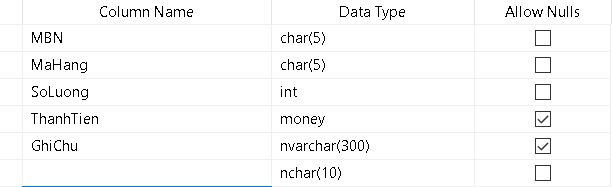 Column Name Data Type Allow Nulls
MBN char(5)
MaHang char(5)
SoLuong int
ThanhTien money
GhiChu nvarchar(300)
nchar(10)